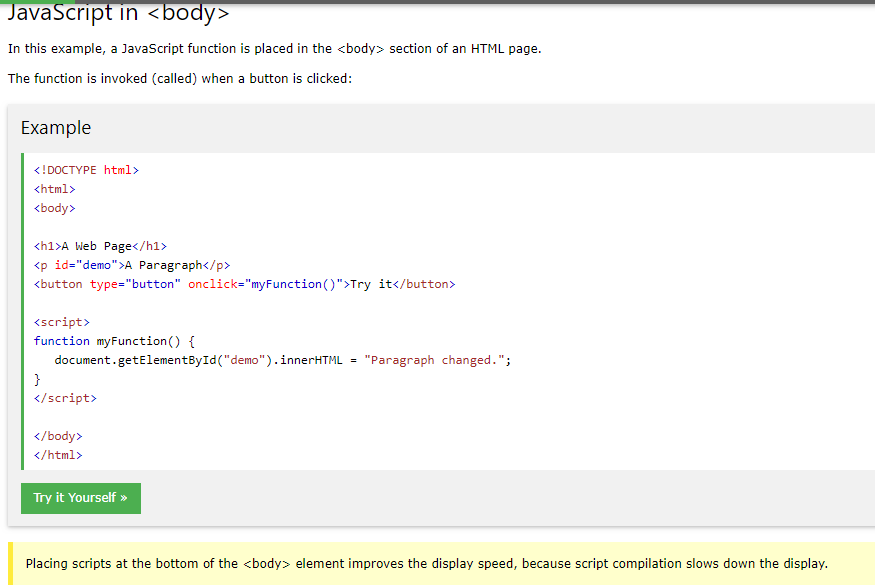 JavaScript in <body>
In this example, a JavaScript function is placed in the <body> section of an HTML page.
The function is invoked (called) when a button is clicked:
Example
<!DOCTYPE html>
<html>
<body>
<h1>A Web Page</h1>
<p id="demo">A Paragraph</p>
<button type="button" onclick="myFunction()">Try it</button>
<script>
function myFunction() {
   document.getElementById("demo").innerHTML = "Paragraph changed.";
}
</script>
</body>
</html>
Try it Yourself »
Placing scripts at the bottom of the <body> element improves the display speed, because script compilation slows down the display.